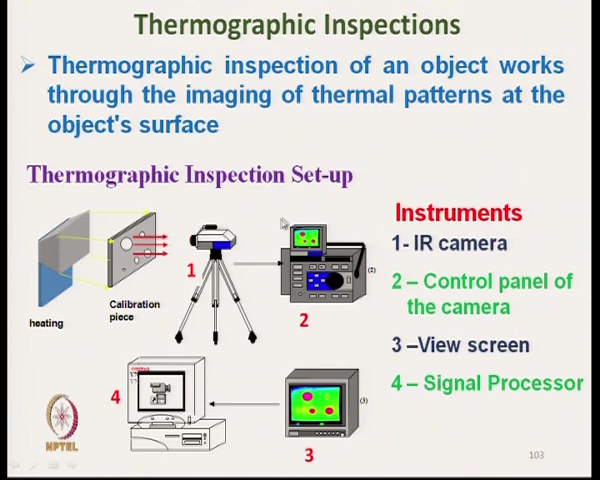 Thermographic Inspections
Thermographic inspection of an object works
through the imaging of thermal patterns at the
object's surface
Thermographic Inspection Set-up
Instruments
1- IR camera
2 – Control panel of
the camera
3 –View screen
4 – Signal Processor
1
(2)
2
Calibration
piece
heating
4
(3)
3
NPTEL
103